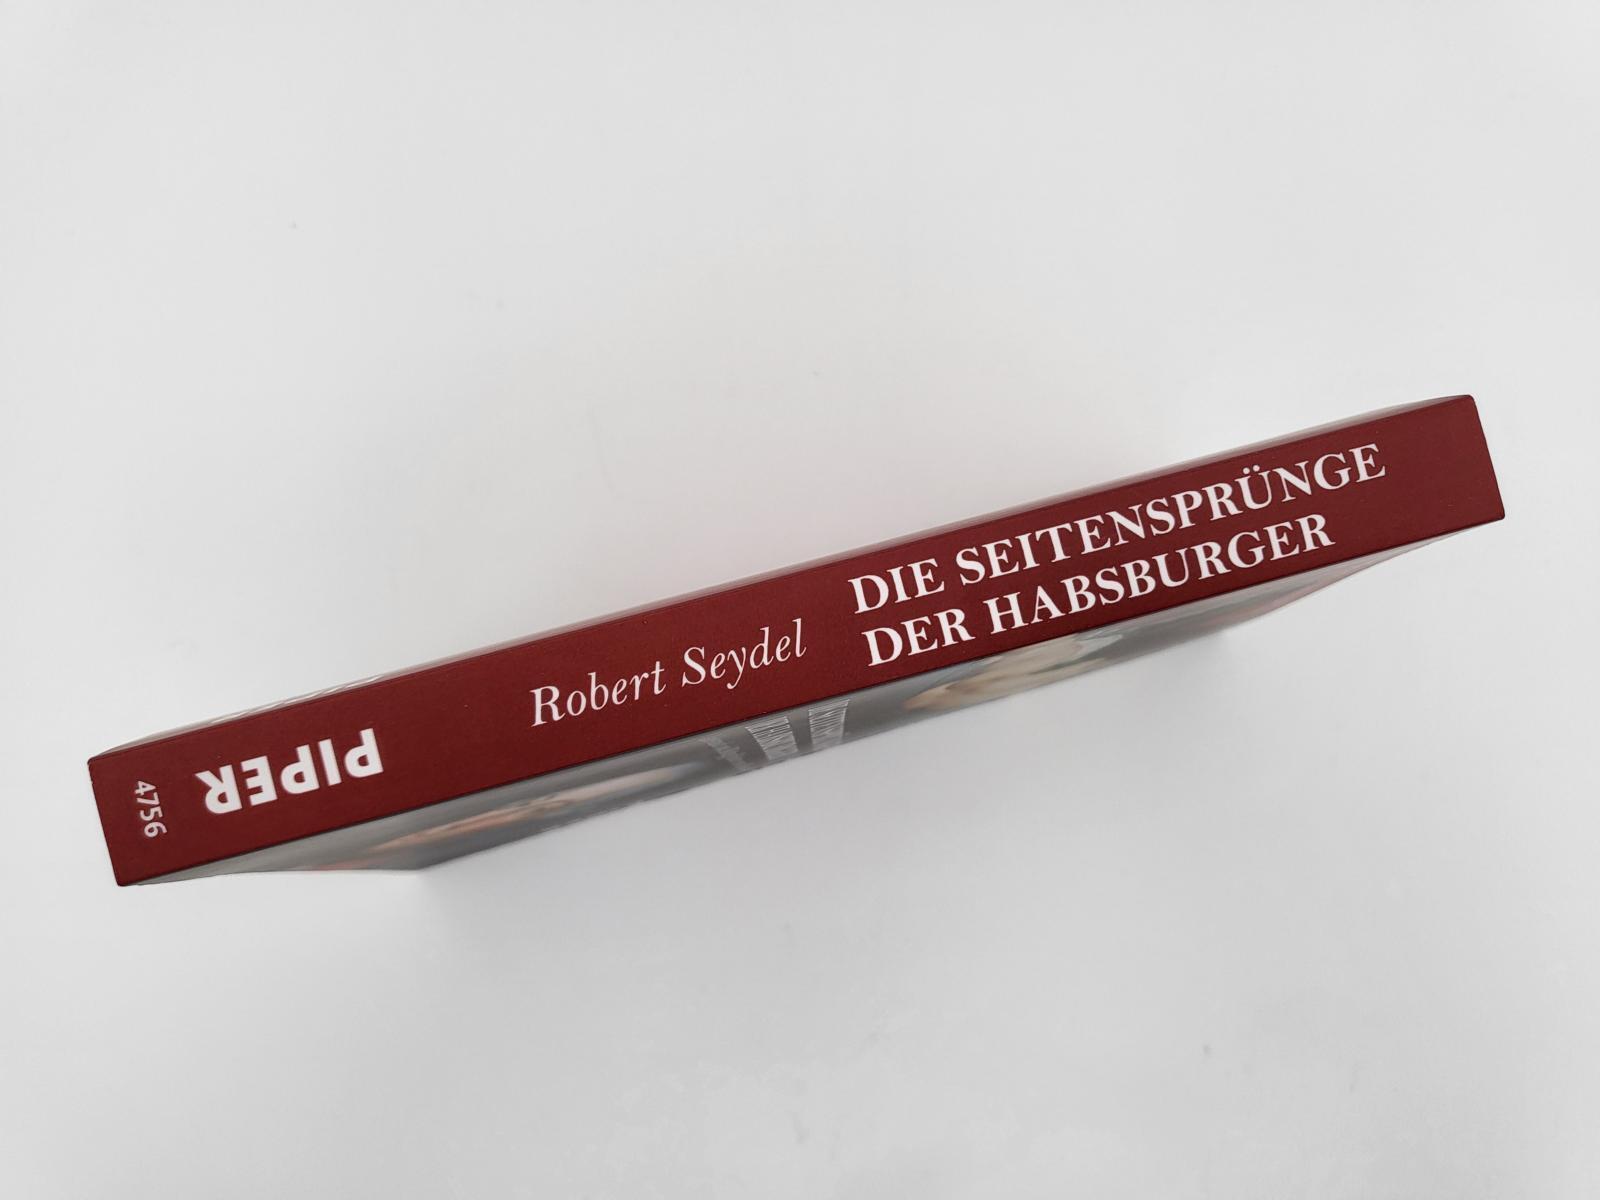 DIE SEITENSPRÜNGE
DER HABSBURGER
Robert Seydel
PIPER
4756